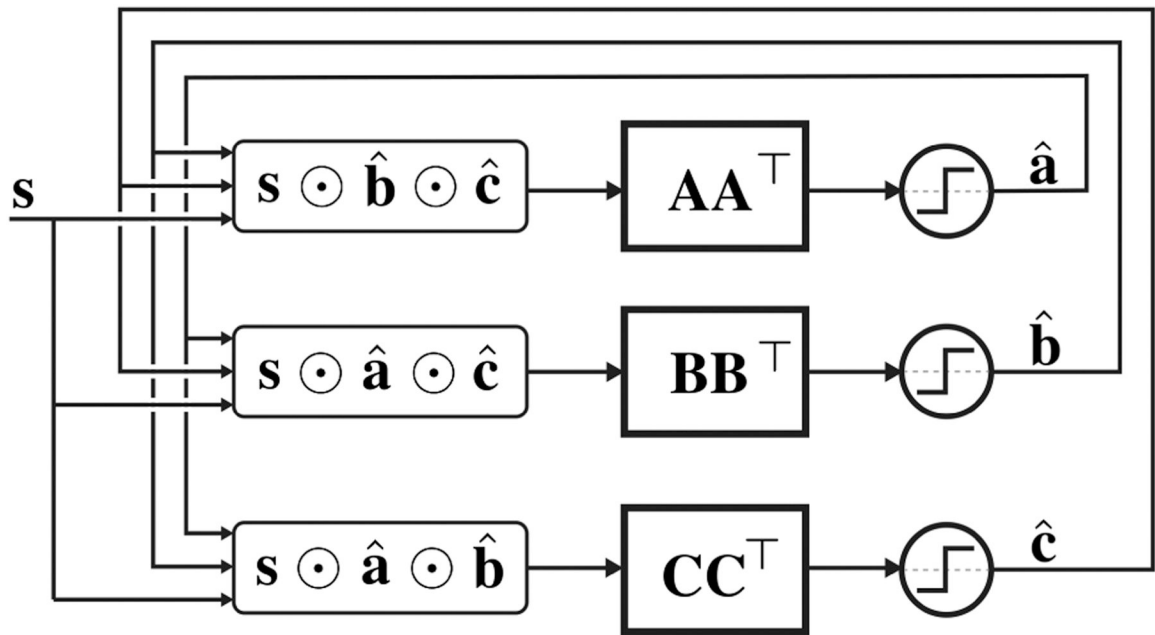 s ⊙ b̂ ⊙ ĉ AA⊤ â
s
s ⊙ â ⊙ ĉ BB⊤ b̂
s ⊙ â ⊙ b̂ CC⊤ ĉ